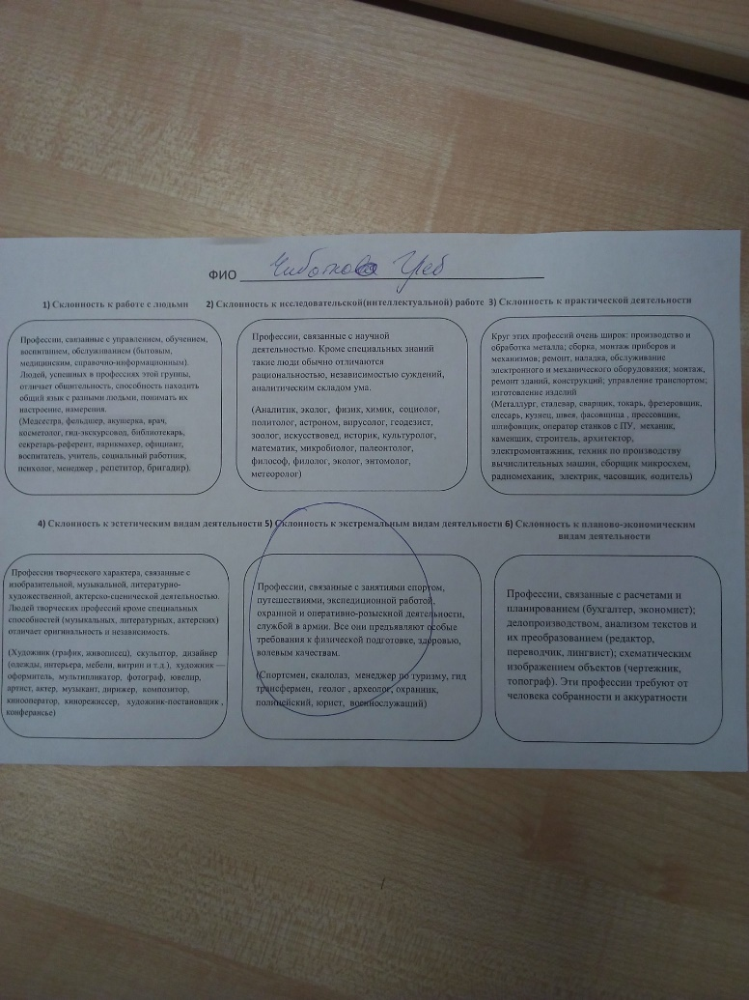 ФИО Чиботков Глеб
1) Склонность к работе с людьми
2) Склонность к исследовательской(интеллектуальной) работе
3) Склонность к практической деятельности
Профессии, связанные с управлением, обучением,
воспитанием, обслуживанием (бытовым,
медицинским, справочно-информационным).
Людей, успешных в профессиях этой группы,
отличает общительность, способность находить
общий язык с разными людьми, понимать их
настроение, намерения.
(Медсестра, фельдшер, акушерка, врач,
косметолог, гид-экскурсовод, библиотекарь,
секретарь-референт, парикмахер, официант,
воспитатель, учитель, социальный работник,
психолог, менеджер , репетитор, бригадир).
Профессии, связанные с научной
деятельностью. Кроме специальных знаний
такие люди обычно отличаются
рациональностью, независимостью суждений,
аналитическим складом ума.
(Аналитик, эколог, физик, химик, социолог,
политолог, астроном, вирусолог, геодезист,
зоолог, искусствовед, историк, культуролог,
математик, микробиолог, палеонтолог,
философ, филолог, эколог, энтомолог,
метеоролог)
Круг этих профессий очень широк: производство и
обработка металла; сборка, монтаж приборов и
механизмов; ремонт, наладка, обслуживание
электронного и механического оборудования; монтаж,
ремонт зданий, конструкций; управление транспортом;
изготовление изделий
(Металлург, сталевар, сварщик, токарь, фрезеровщик,
слесарь, кузнец, швея, фасовщица , прессовщик,
шлифовщик, оператор станков с ПУ, механик,
каменщик, строитель, архитектор,
электромонтажник, техник по производству
вычислительных машин, сборщик микросхем,
радиомеханик, электрик, часовщик, водитель)
4) Склонность к эстетическим видам деятельности
5) Склонность к экстремальным видам деятельности
6) Склонность к планово-экономическим
видам деятельности
Профессии творческого характера, связанные с
изобразительной, музыкальной, литературно-
художественной, актерско-сценической деятельностью.
Людей творческих профессий кроме специальных
способностей (музыкальных, литературных, актерских)
отличает оригинальность и независимость.
(Художник (график, живописец), скульптор, дизайнер
(одежды, интерьера, мебели, витрин и т.д.), художник —
оформитель, мультипликатор, фотограф, ювелир,
артист, актер, музыкант, дирижер, композитор,
кинооператор, кинорежиссер, художник-постановщик ,
конферансье)
Профессии, связанные с занятиями спортом,
путешествиями, экспедиционной работой,
охранной и оперативно-розыскной деятельности,
службой в армии. Все они предъявляют особые
требования к физической подготовке, здоровью,
волевым качествам.
(Спортсмен, скалолаз, менеджер по туризму, гид
трансфермен, геолог , археолог, охранник,
полицейский, юрист, военнослужащий)
Профессии, связанные с расчетами и
планированием (бухгалтер, экономист);
делопроизводством, анализом текстов и
их преобразованием (редактор,
переводчик, лингвист); схематическим
изображением объектов (чертежник,
топограф). Эти профессии требуют от
человека собранности и аккуратности